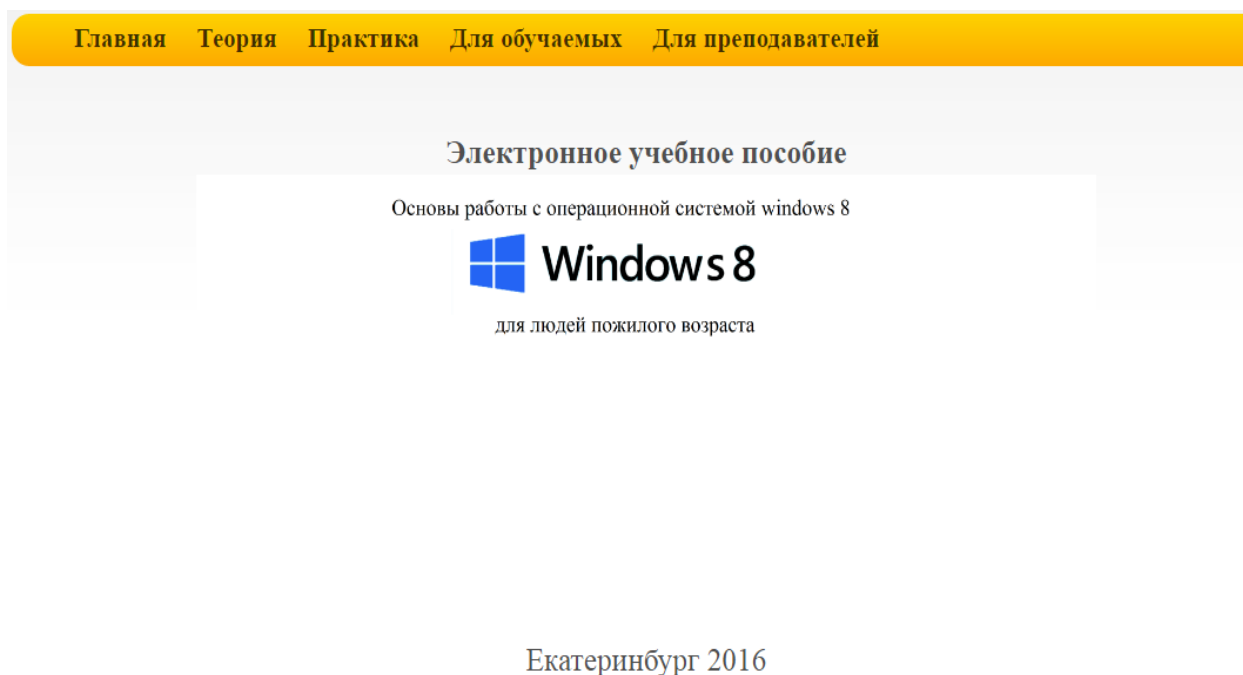 Главная Теория Практика Для обучаемых Для преподавателей
Электронное учебное пособие
Основы работы с операционной системой windows 8
Windows 8
для людей пожилого возраста
Екатеринбург 2016